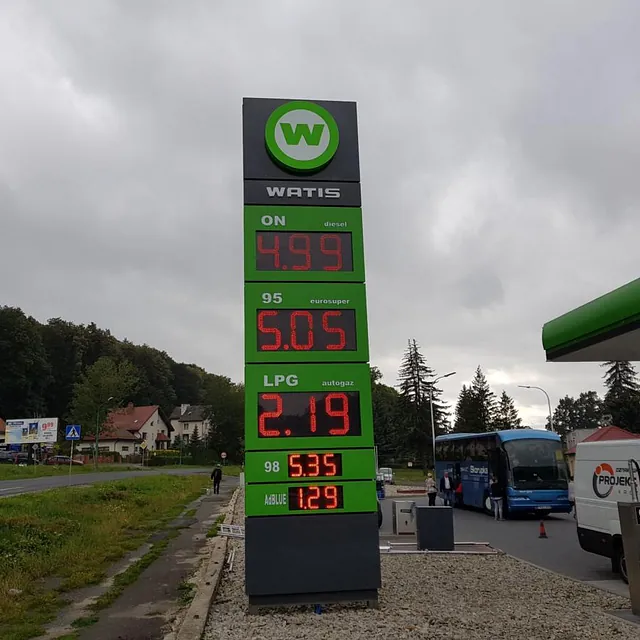 W
WATIS
ON diesel
4.99
95 eurosuper
5.05
LPG autogaz
2.19
98 5.35
AdBLUE 1.29
PROJEK